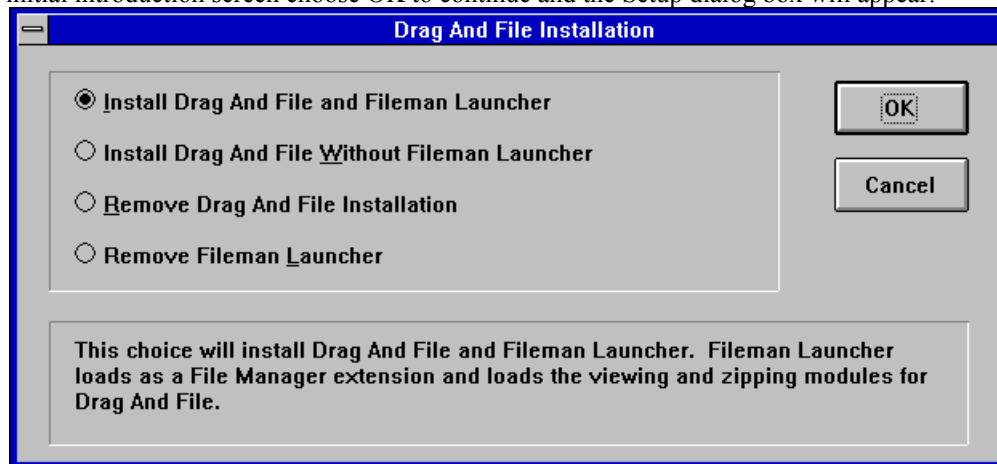 initial introduction screen choose OK to continue and the Setup dialog box will appear.
Drag And File Installation
Install Drag And File and Fileman Launcher
Install Drag And File Without Fileman Launcher
Remove Drag And File Installation
Remove Fileman Launcher
OK
Cancel
This choice will install Drag And File and Fileman Launcher.  Fileman Launcher
loads as a File Manager extension and loads the viewing and zipping modules for
Drag And File.